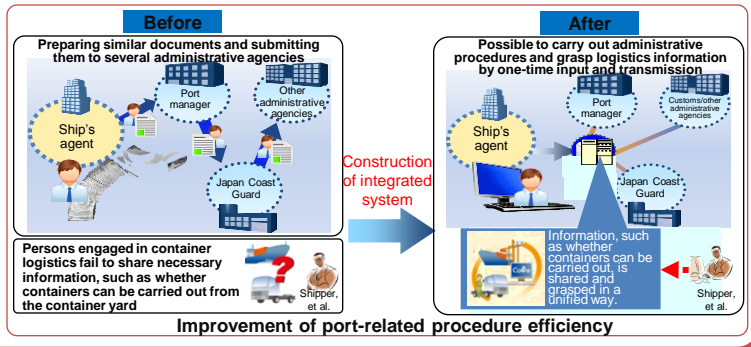 Before
Preparing similar documents and submitting
them to several administrative agencies
Port
manager
Other
administrative
agencies
Ship's
agent
Japan Coast
Guard
Persons engaged in container
logistics fail to share necessary
information, such as whether
containers can be carried out from
the container yard
Shipper,
et al.
Construction
of integrated
system
After
Possible to carry out administrative
procedures and grasp logistics information
by one-time input and transmission
Port
manager
Customs/other
administrative
agencies
Ship's
agent
Japan Coast
Guard
Colins
Information, such
as whether
containers can be
carried out, is
shared and
grasped in a
unified way.
Shipper,
et al.
Improvement of port-related procedure efficiency